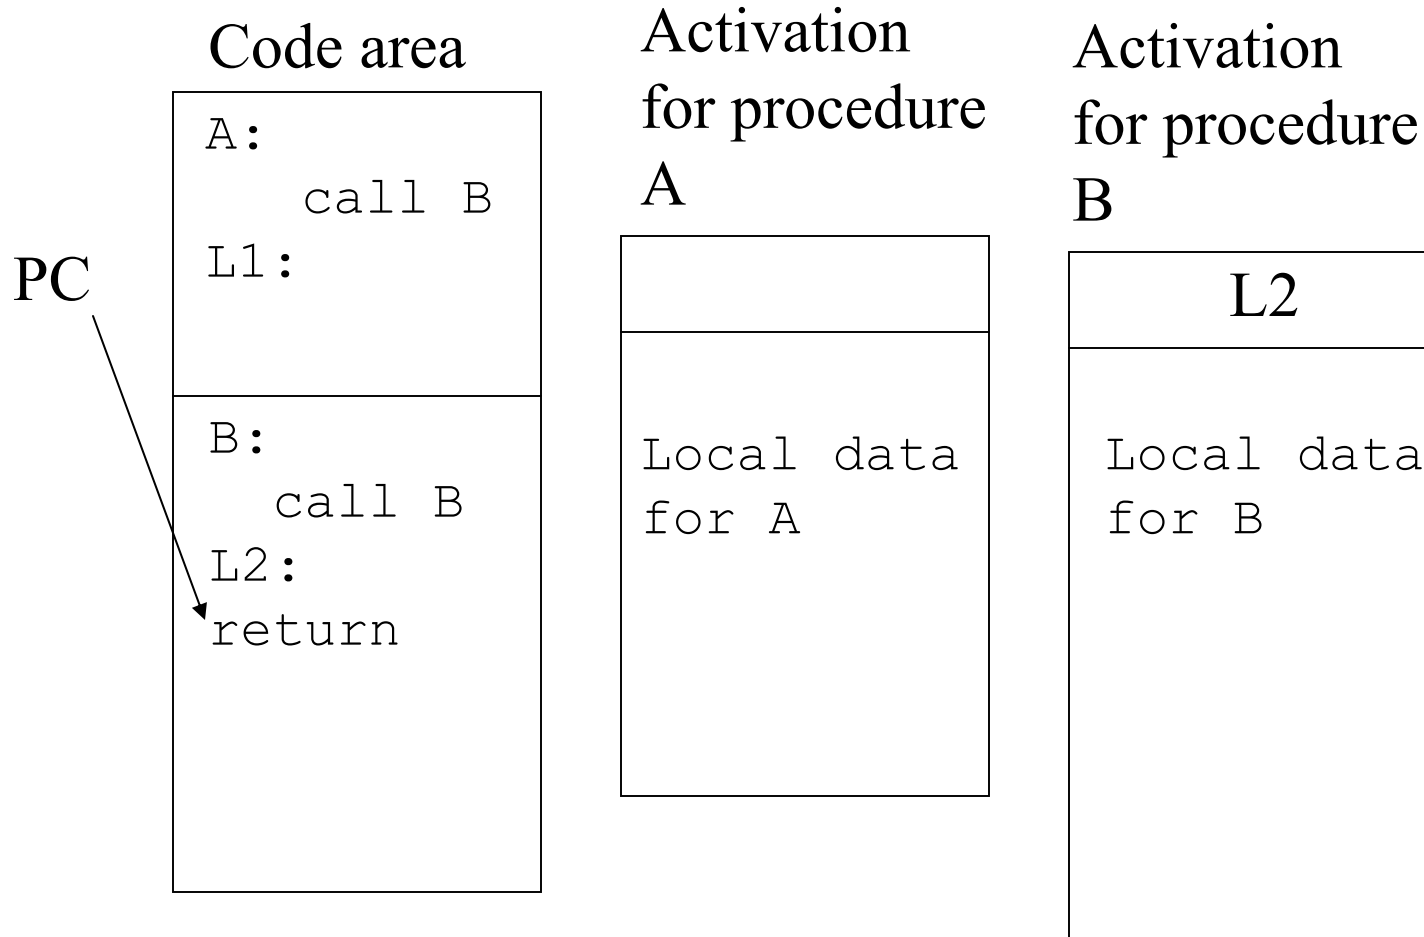 Code area
A:
call B
L1:
PC
B:
call B
L2:
return
Activation
for procedure
A
Local data
for A
Activation
for procedure
B
L2
Local data
for B